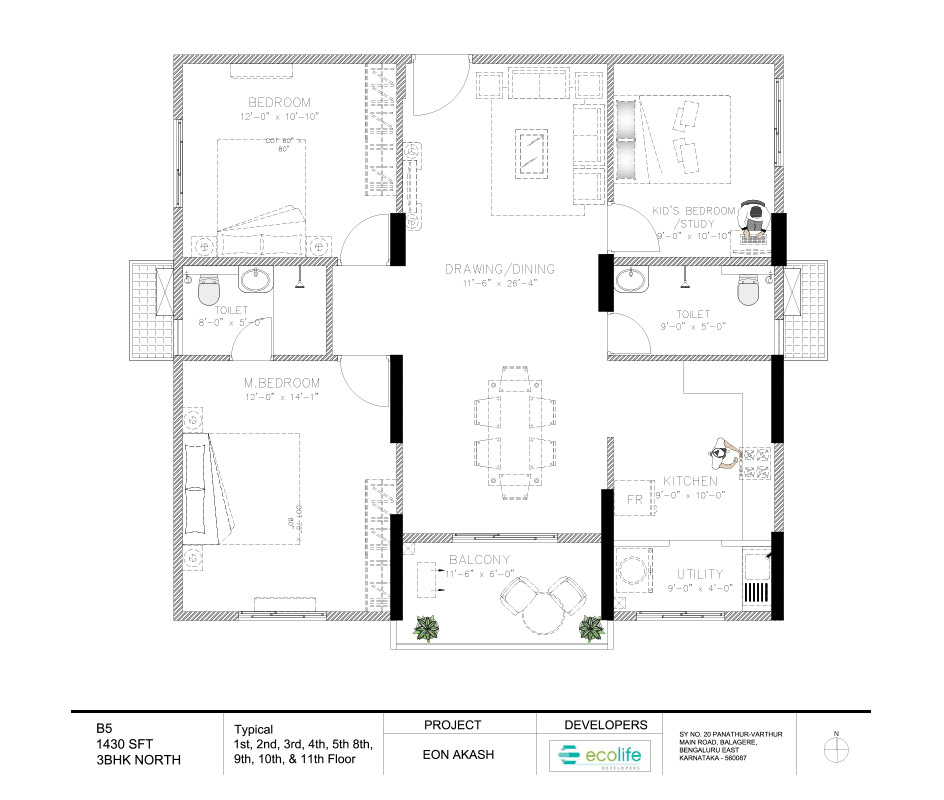 BEDROOM
12'-0" x 10'-10"
COT 60" x
80"
KID'S BEDROOM
/STUDY
9'-0" x 10'-10"
DRAWING/DINING
11'-6" x 26'-4"
TOILET
8'-0" x 5'-0"
TOILET
9'-0" x 5'-0"
M.BEDROOM
12'-0" x 14'-1"
COT 76" x
80"
KITCHEN
9'-0" x 10'-0"
FR
BALCONY
11'-6" x 6'-0"
UTILITY
9'-0" x 4'-0"
B5
1430 SFT
3BHK NORTH
Typical
1st, 2nd, 3rd, 4th, 5th 8th,
9th, 10th, & 11th Floor
PROJECT
EON AKASH
DEVELOPERS
ecolife
DEVELOPERS
SY NO. 20 PANATHUR-VARTHUR
MAIN ROAD, BALAGERE,
BENGALURU EAST
KARNATAKA - 560087
N